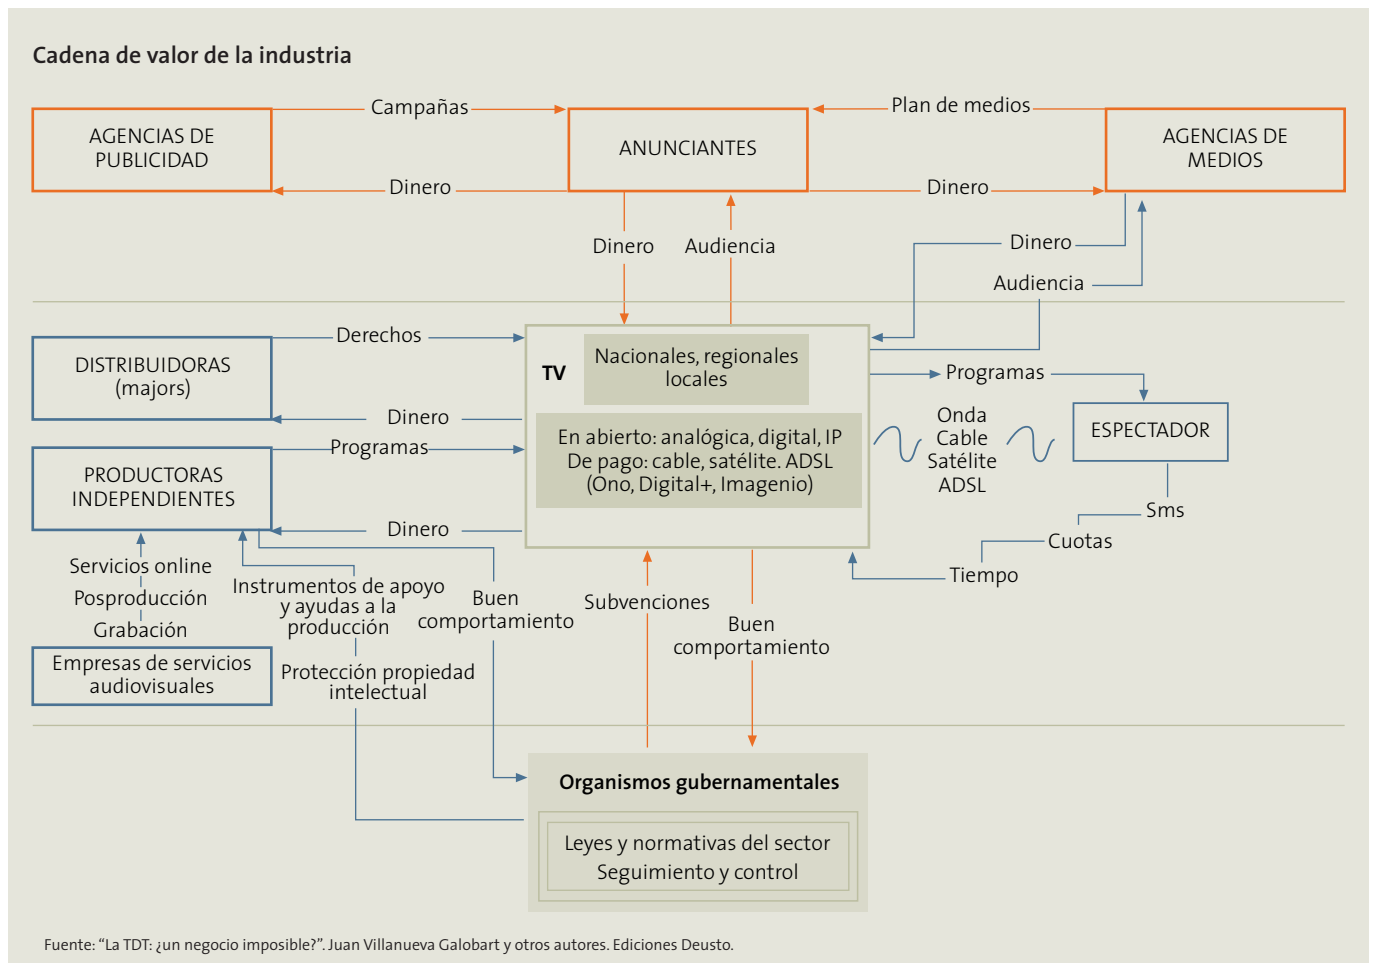 Cadena de valor de la industria
Campañas
Plan de medios
AGENCIAS DE
PUBLICIDAD
ANUNCIANTES
AGENCIAS DE
MEDIOS
Dinero
Dinero
Dinero
Audiencia
Dinero
Audiencia
Derechos
DISTRIBUIDORAS
(majors)
TV
Nacionales, regionales
locales
Programas
Dinero
Programas
En abierto: analógica, digital, IP
De pago: cable, satélite. ADSL
(Ono, Digital+, Imagenio)
Onda
Cable
Satélite
ADSL
ESPECTADOR
PRODUCTORAS
INDEPENDIENTES
Dinero
Sms
Cuotas
Tiempo
Servicios online
Posproducción
Grabación
Instrumentos de apoyo
y ayudas a la
producción
Buen
comportamiento
Subvenciones
Buen
comportamiento
Empresas de servicios
audiovisuales
Protección propiedad
intelectual
Organismos gubernamentales
Leyes y normativas del sector
Seguimiento y control
Fuente: “La TDT: ¿un negocio imposible?”. Juan Villanueva Galobart y otros autores. Ediciones Deusto.